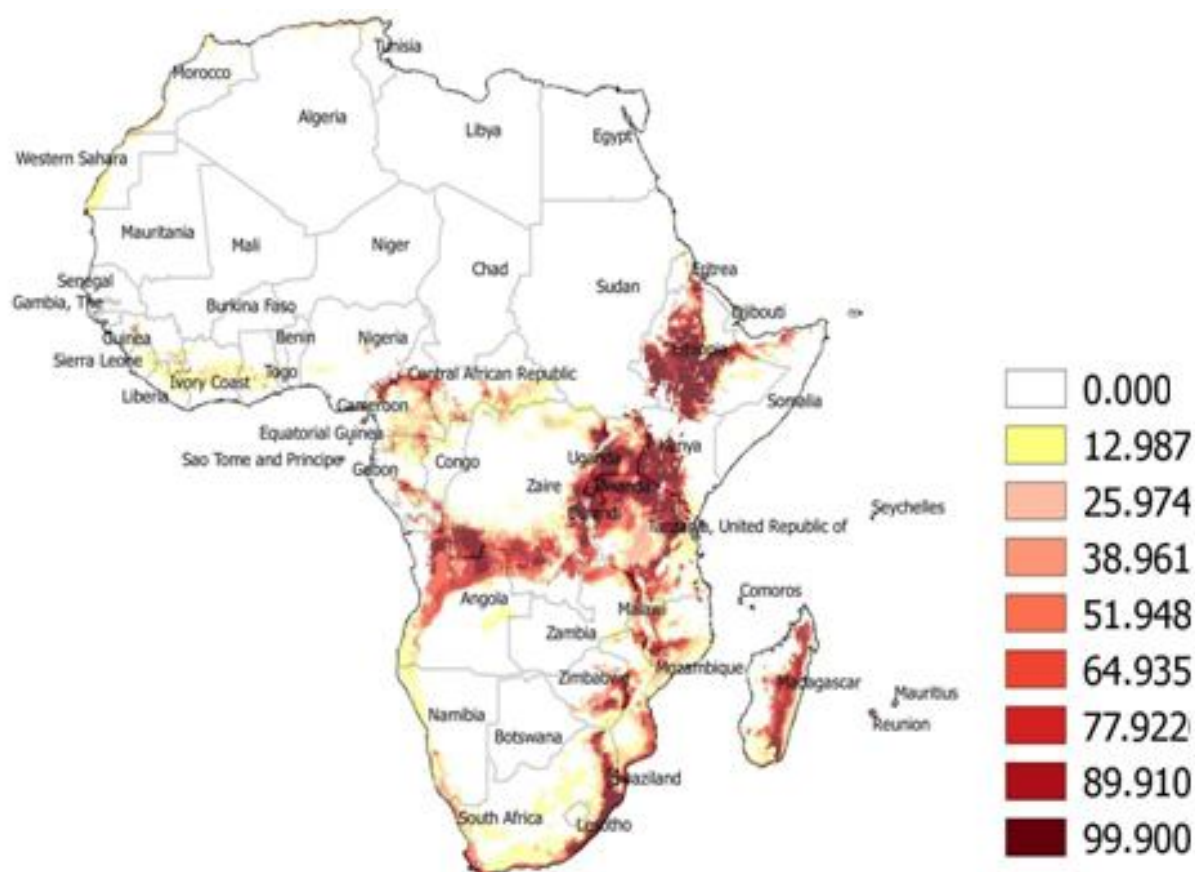 Tunisia
Morocco
Algeria
Libya
Egypt
Western Sahara
Mauritania
Mali
Niger
Chad
Sudan
Eritrea
Senegal
Gambia, The
Burkina Faso
Djibouti
Guinea
Benin
Nigeria
Ethiopia
Sierra Leone
Togo
Ivory Coast
Central African Republic
Liberia
Cameroon
Somalia
Equatorial Guinea
Kenya
Uganda
Sao Tome and Principe
Gabon
Congo
Zaire
Rwanda
Burundi
Tanzania, United Republic of
Seychelles
Comoros
Angola
Malawi
Zambia
Mozambique
Zimbabwe
Madagascar
Mauritius
Reunion
Namibia
Botswana
Swaziland
South Africa
Lesotho
0.000
12.987
25.974
38.961
51.948
64.935
77.922
89.910
99.900